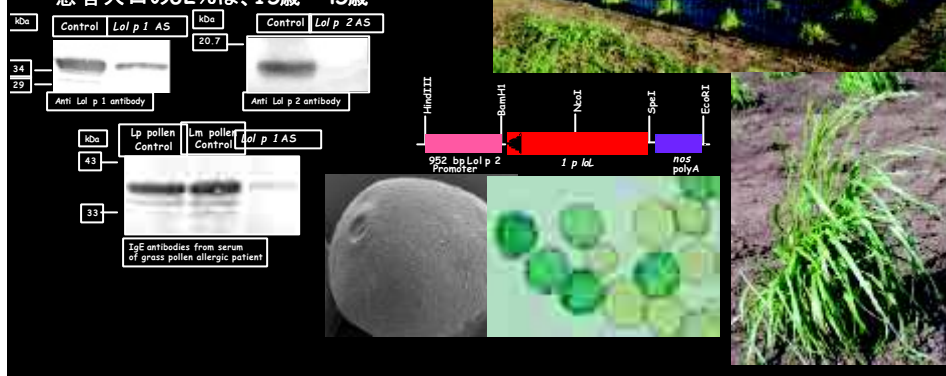 kDa
Control
Lol p 1 AS
34
29
Anti Lol p 1 antibody
kDa
20.7
Control
Lol p 2 AS
Anti Lol p 2 antibody
HindIII
BamH1
NcoI
SpeI
EcoRI
952 bp Lol p 2
Promoter
1 p loL
nos
polyA
kDa
43
33
Lp pollen
Control
Lm pollen
Control
Lol p 1 AS
IgE antibodies from serum
of grass pollen allergic patient